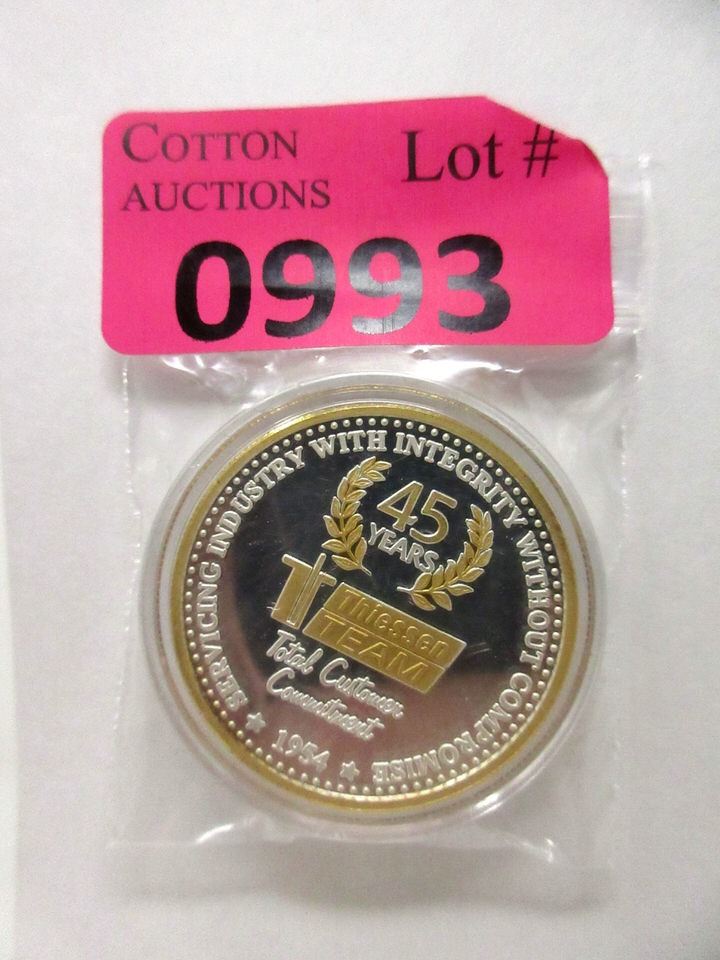 COTTON
AUCTIONS
Lot #
0993
SERVICING INDUSTRY WITH INTEGRITY WITHOUT COMPROMISE
45
YEARS
Thiessen
TEAM
Total Customer
Commitment
★ 1954 ★